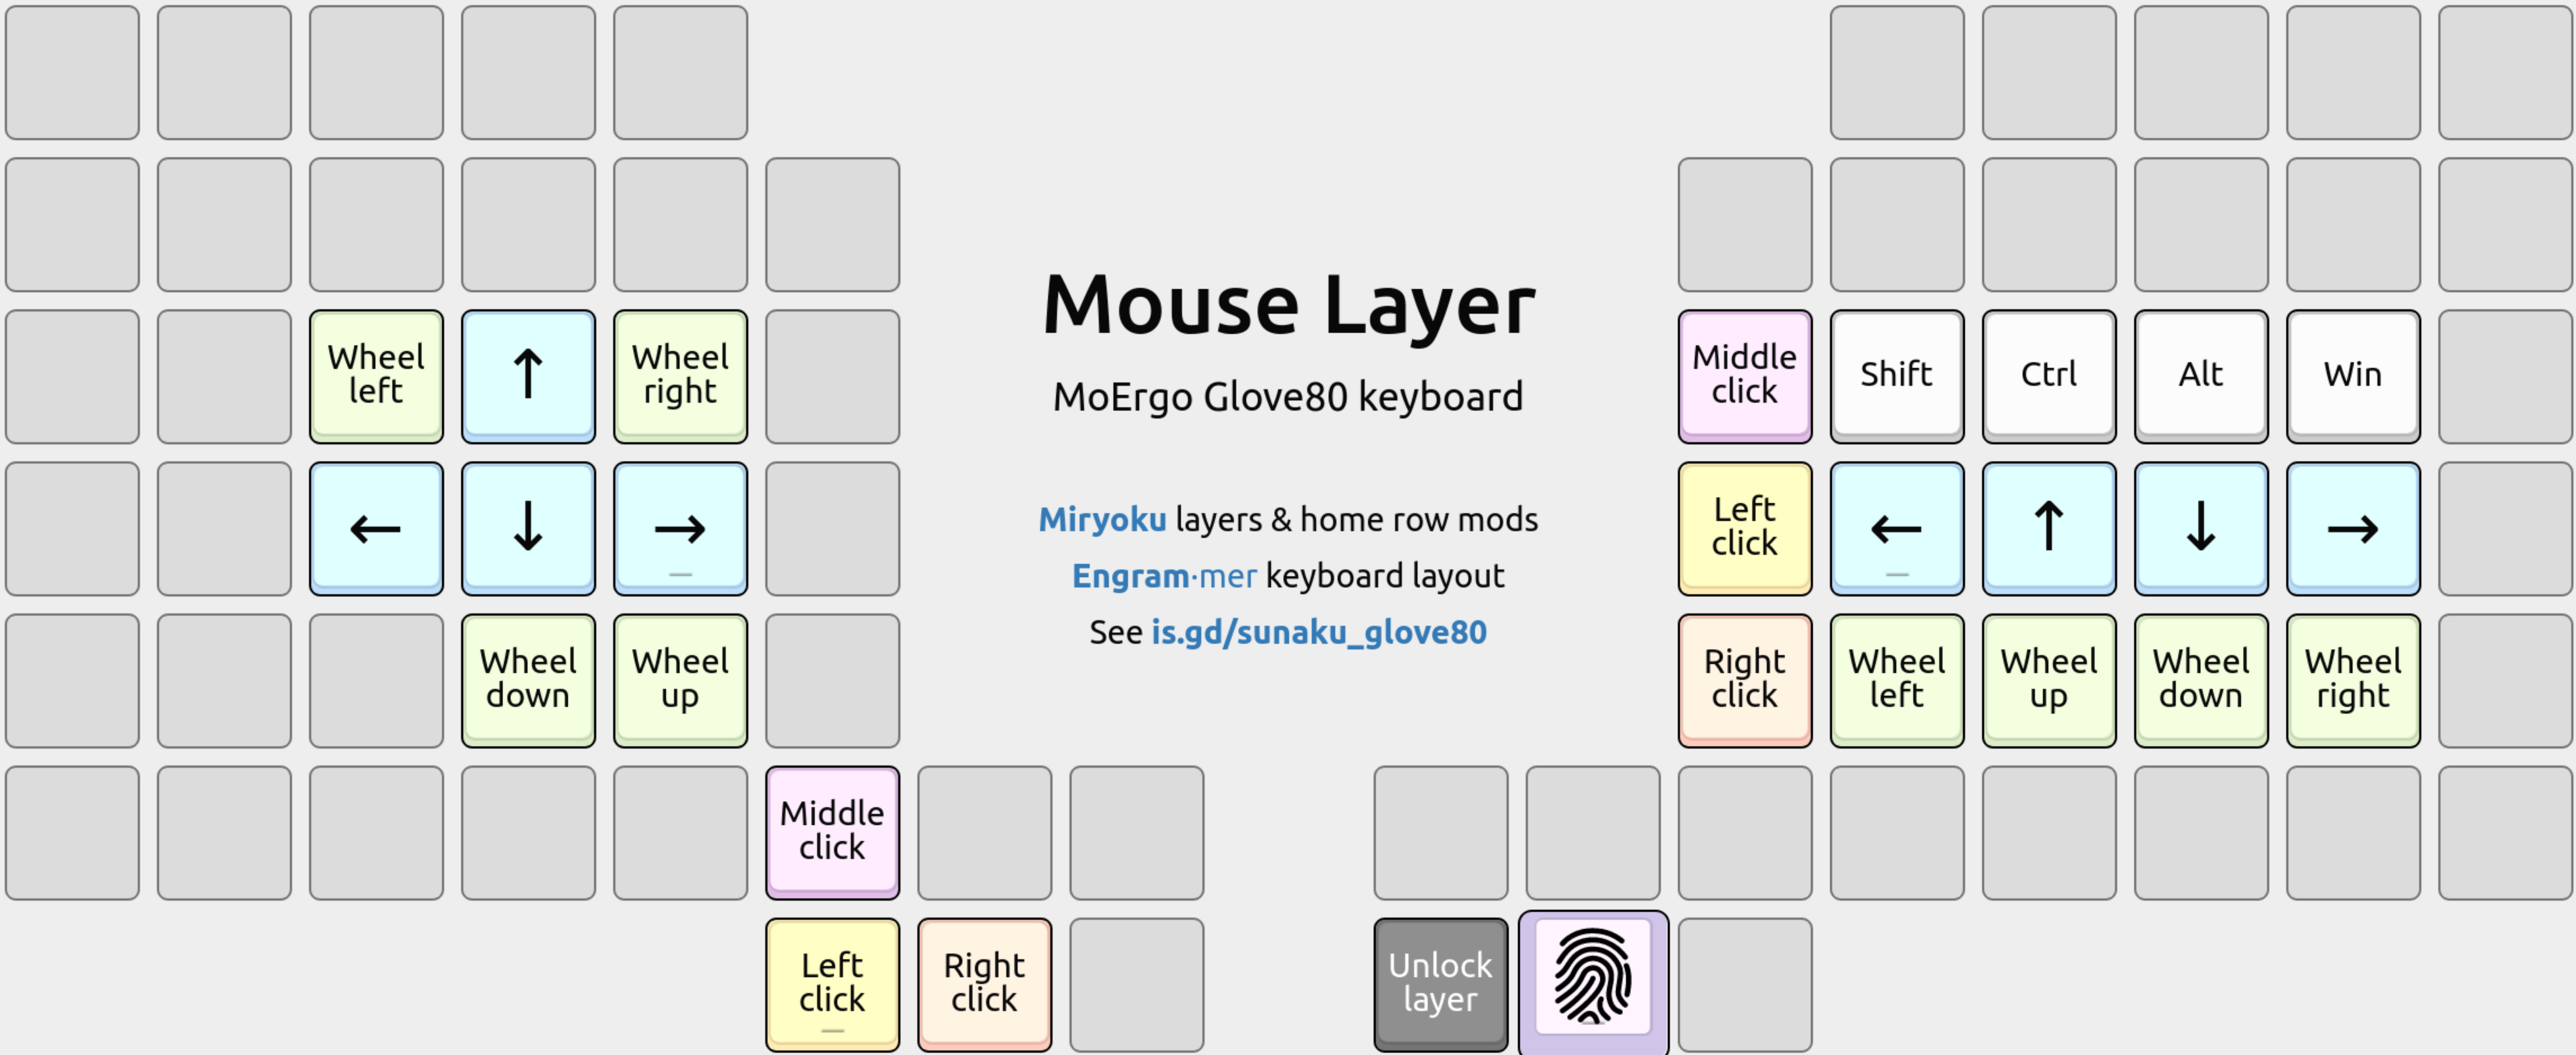 Mouse Layer
MoErgo Glove80 keyboard
Miryoku layers & home row mods
Engram·mer keyboard layout
See is.gd/sunaku_glove80
Wheel
left
↑
Wheel
right
Middle
click
Shift
Ctrl
Alt
Win
←
↓
→
Left
click
←
↑
↓
→
Wheel
down
Wheel
up
Right
click
Wheel
left
Wheel
up
Wheel
down
Wheel
right
Middle
click
Left
click
Right
click
Unlock
layer